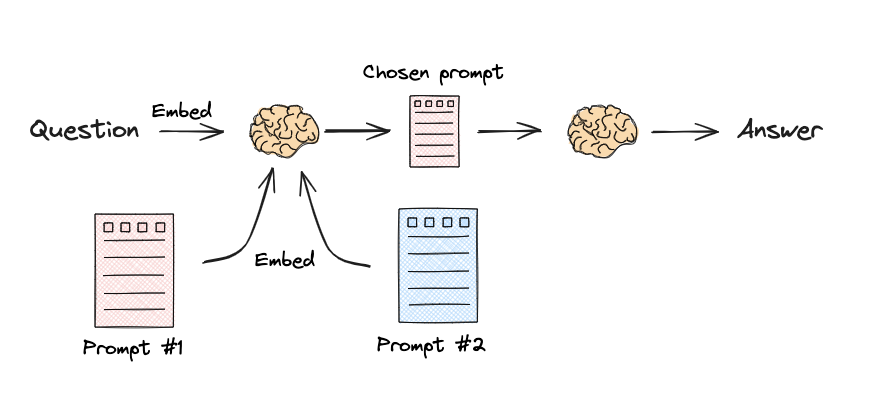 Chosen prompt
Embed
Question
Answer
Embed
Prompt #1
Prompt #2